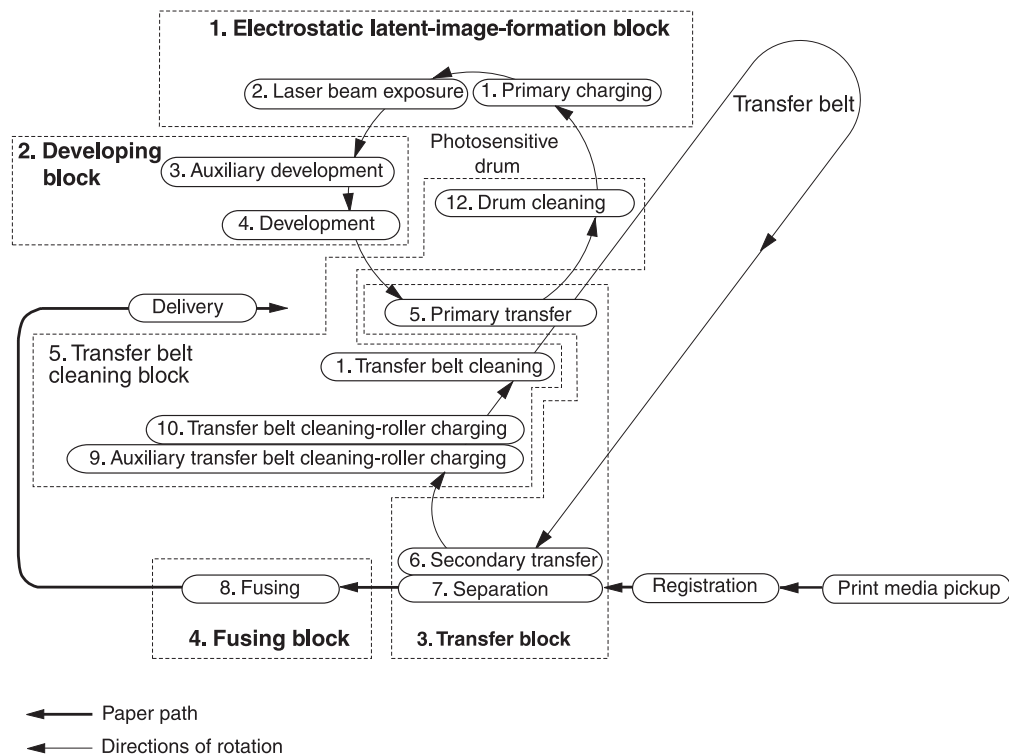 1. Electrostatic latent-image-formation block
2. Laser beam exposure
1. Primary charging
Transfer belt
Photosensitive
drum
2. Developing
block
3. Auxiliary development
12. Drum cleaning
4. Development
Delivery
5. Primary transfer
5. Transfer belt
cleaning block
1. Transfer belt cleaning
10. Transfer belt cleaning-roller charging
9. Auxiliary transfer belt cleaning-roller charging
6. Secondary transfer
7. Separation
8. Fusing
Registration
Print media pickup
4. Fusing block
3. Transfer block
Paper path
Directions of rotation